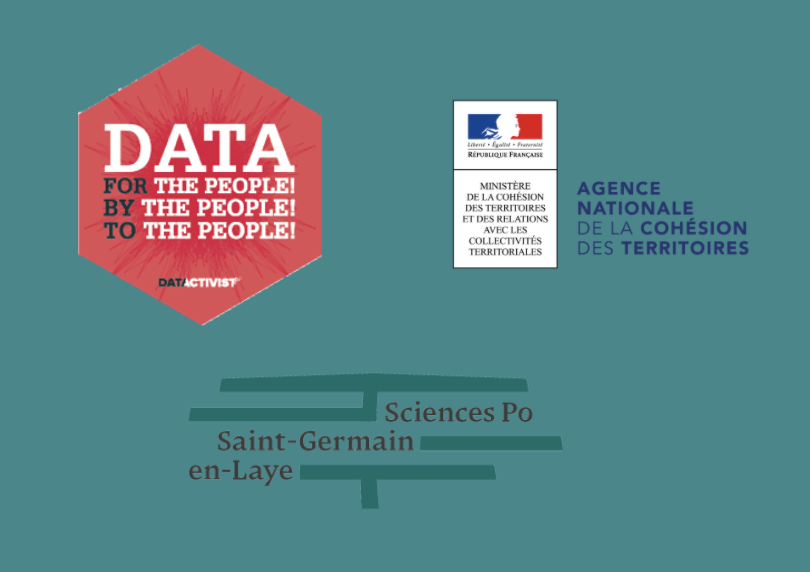 DATA
FOR THE PEOPLE!
BY THE PEOPLE!
TO THE PEOPLE!
DATACTIVIST
Liberté • Égalité • Fraternité
RÉPUBLIQUE FRANÇAISE
MINISTÈRE
DE LA COHÉSION
DES TERRITOIRES
ET DES RELATIONS
AVEC LES
COLLECTIVITÉS
TERRITORIALES
AGENCE
NATIONALE
DE LA COHÉSION
DES TERRITOIRES
Sciences Po
Saint-Germain
en-Laye